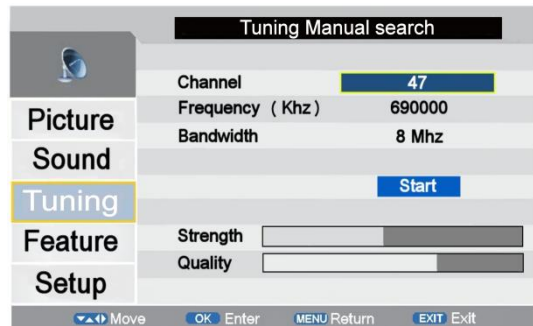 Tuning Manual search
Channel 47
Frequency ( Khz ) 690000
Bandwidth 8 Mhz
Start
Strength
Quality
Picture
Sound
Tuning
Feature
Setup
Move OK Enter MENU Return EXIT Exit